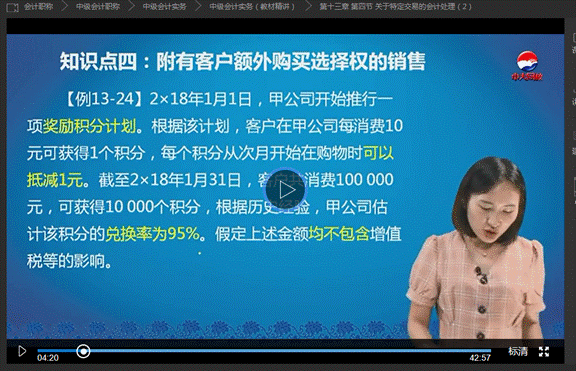 会计职称 中级会计职称 中级会计实务 中级会计实务（教材精讲） 第十三章 第四节 关于特定交易的会计处理（2）
知识点四：附有客户额外购买选择权的销售
【例13-24】2×18年1月1日，甲公司开始推行一
项奖励积分计划。根据该计划，客户在甲公司每消费10
元可获得1个积分，每个积分从次月开始在购物时可以
抵减1元。截至2×18年1月31日，客户共消费100 000
元，可获得10 000个积分，根据历史经验，甲公司估
计该积分的兑换率为95%。假定上述金额均不包含增值
税等的影响。
04:20
42:57
标清